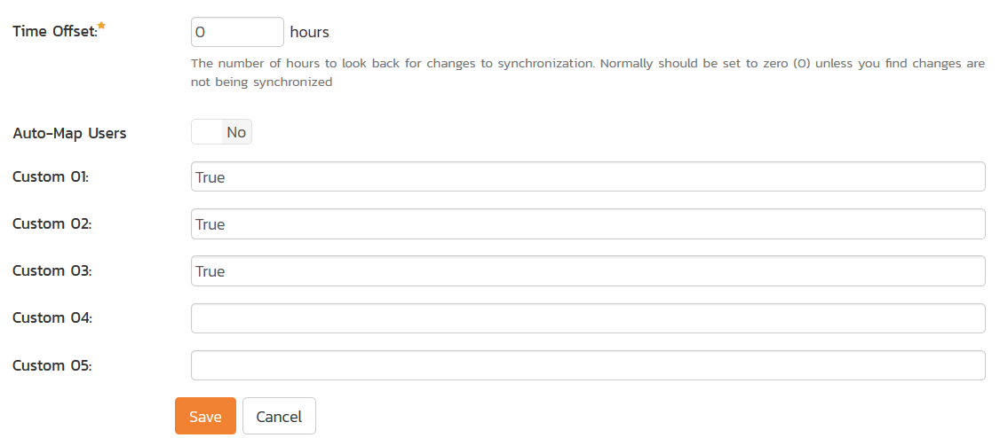 Time Offset:
0 hours
The number of hours to look back for changes to synchronization. Normally should be set to zero (0) unless you find changes are
not being synchronized
Auto-Map Users
No
Custom 01:
True
Custom 02:
True
Custom 03:
True
Custom 04:
Custom 05:
Save
Cancel